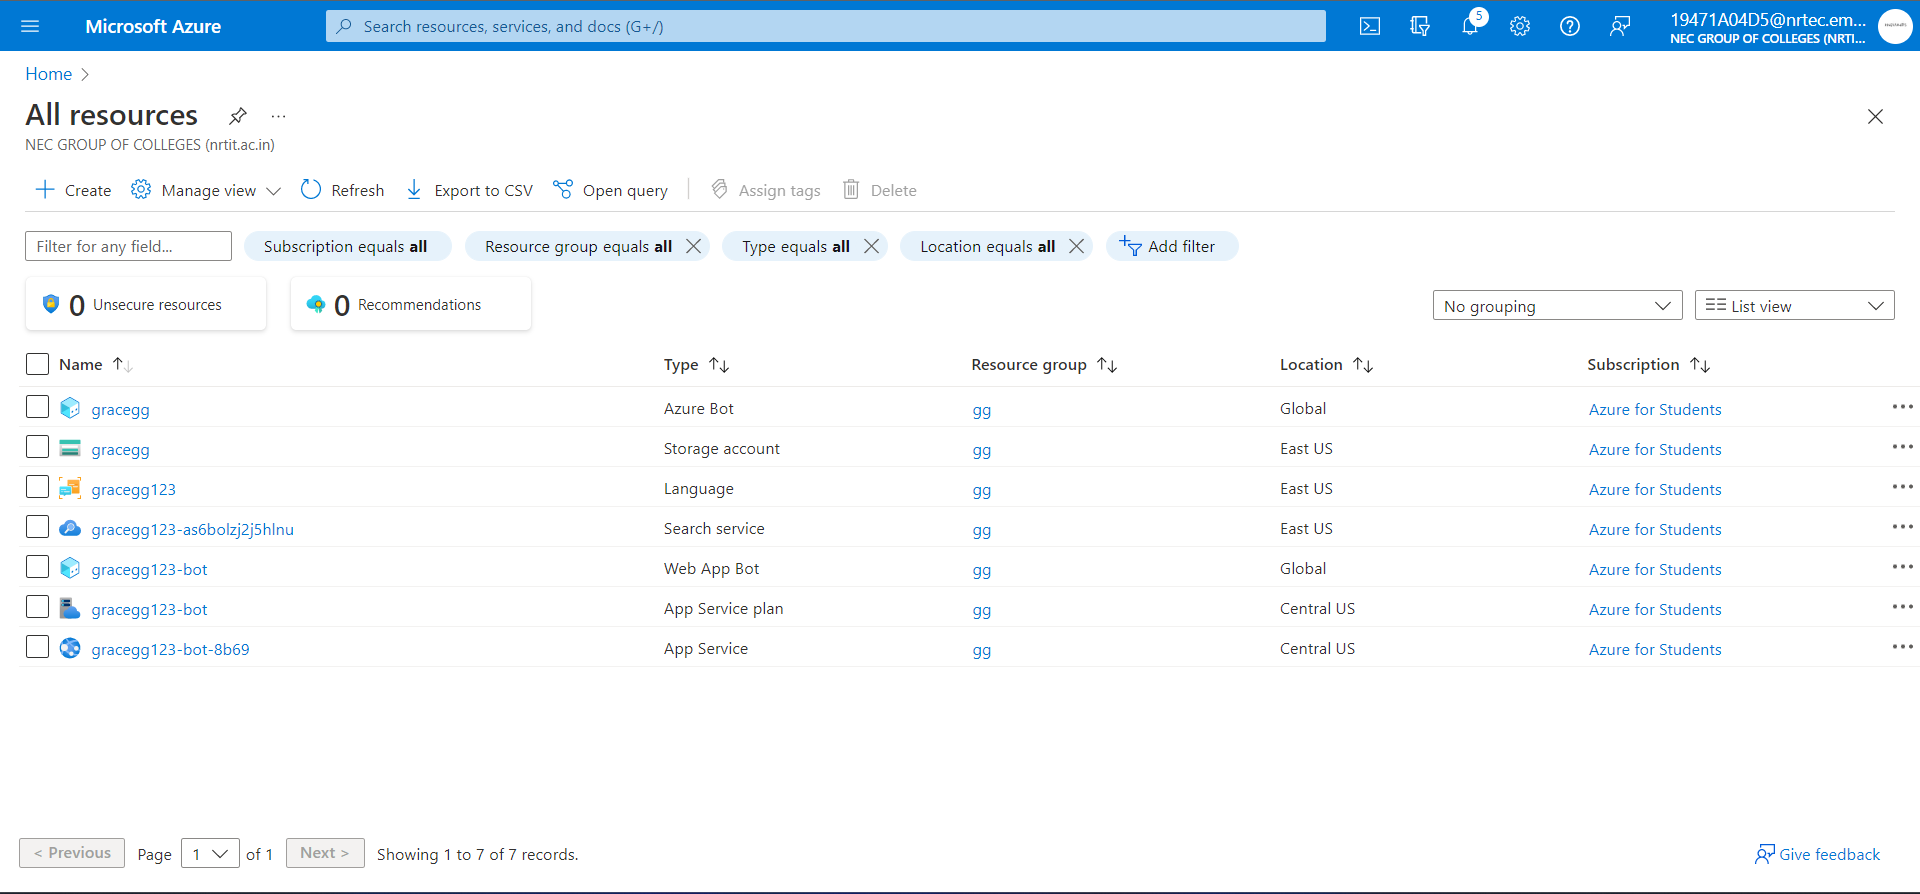 Microsoft Azure
Search resources, services, and docs (G+/)
5
19471A04D5@nrtec.em...
NEC GROUP OF COLLEGES (NRTI...
Home
All resources
NEC GROUP OF COLLEGES (nrtit.ac.in)
Create Manage view Refresh Export to CSV Open query Assign tags Delete
Filter for any field... Subscription equals all Resource group equals all Type equals all Location equals all Add filter
0 Unsecure resources 0 Recommendations No grouping List view
Name Type Resource group Location Subscription
gracegg Azure Bot gg Global Azure for Students
gracegg Storage account gg East US Azure for Students
gracegg123 Language gg East US Azure for Students
gracegg123-as6bolzj2j5hlnu Search service gg East US Azure for Students
gracegg123-bot Web App Bot gg Global Azure for Students
gracegg123-bot App Service plan gg Central US Azure for Students
gracegg123-bot-8b69 App Service gg Central US Azure for Students
< Previous Page 1 of 1 Next > Showing 1 to 7 of 7 records. Give feedback